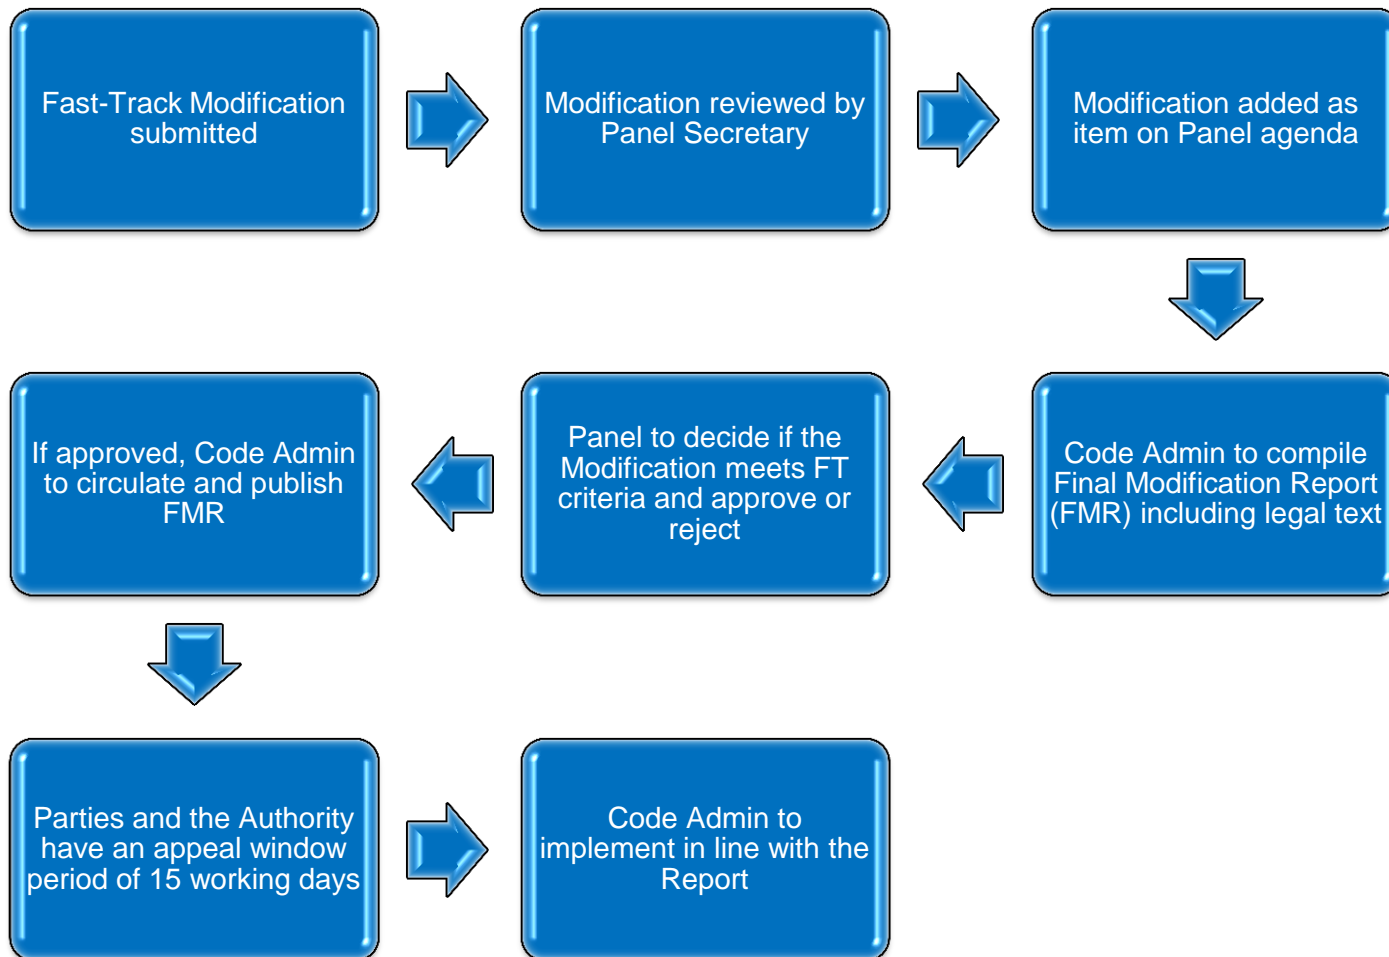 Fast-Track Modification
submitted
Modification reviewed by
Panel Secretary
Modification added as
item on Panel agenda
Code Admin to compile
Final Modification Report
(FMR) including legal text
Panel to decide if the
Modification meets FT
criteria and approve or
reject
If approved, Code Admin
to circulate and publish
FMR
Parties and the Authority
have an appeal window
period of 15 working days
Code Admin to
implement in line with the
Report